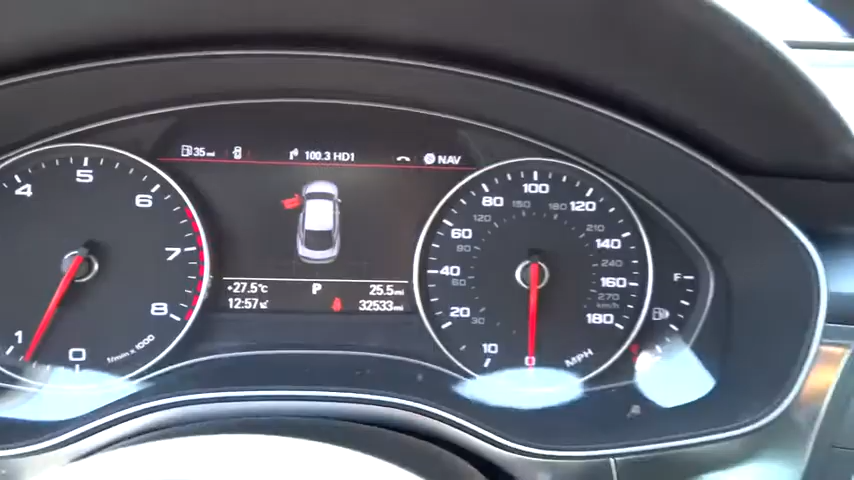 35 mi 100.3 HD1 NAV
+27.5°C P 25.5 mi
12:57 32533 mi
0 1 4 5 6 7 8
1/min x 1000
0 10 20 40 60 80 100 120 140 160 180
MPH
30 60 80 120 150 180 210 240 270
km/h
F